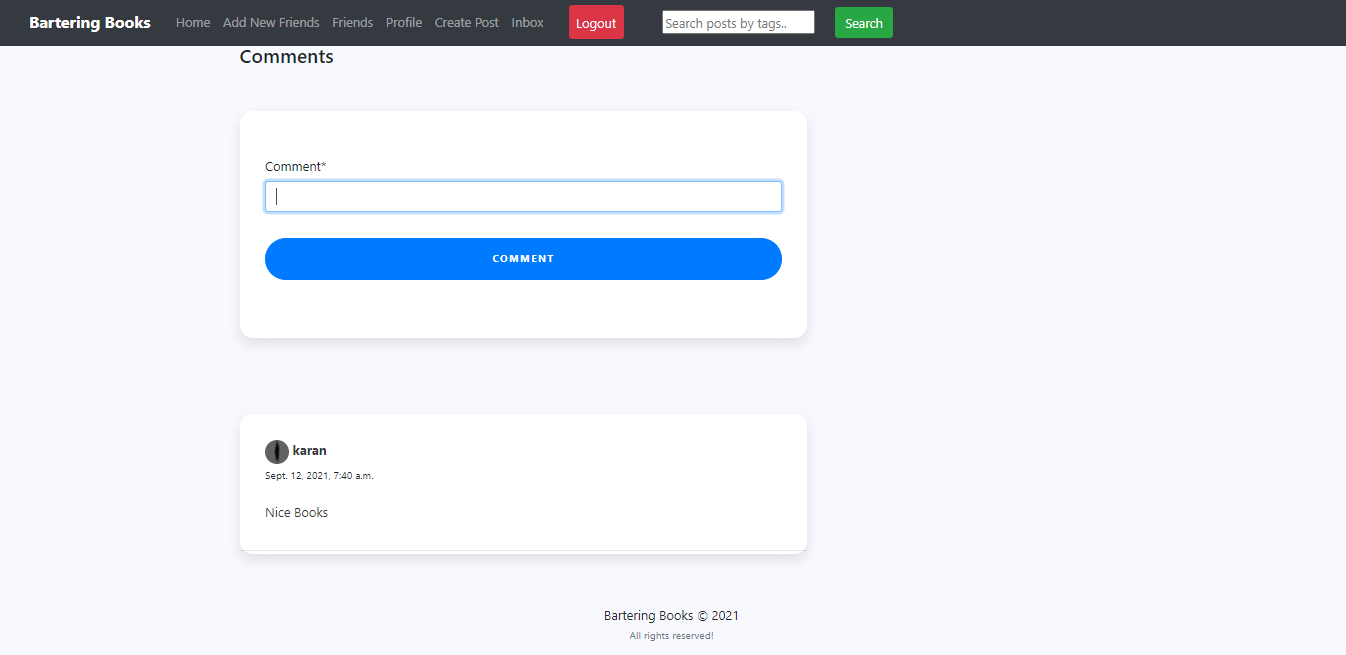 Bartering Books Home Add New Friends Friends Profile Create Post Inbox Logout Search posts by tags.. Search
Comments
Comment*
COMMENT
karan
Sept. 12, 2021, 7:40 a.m.
Nice Books
Bartering Books © 2021
All rights reserved!